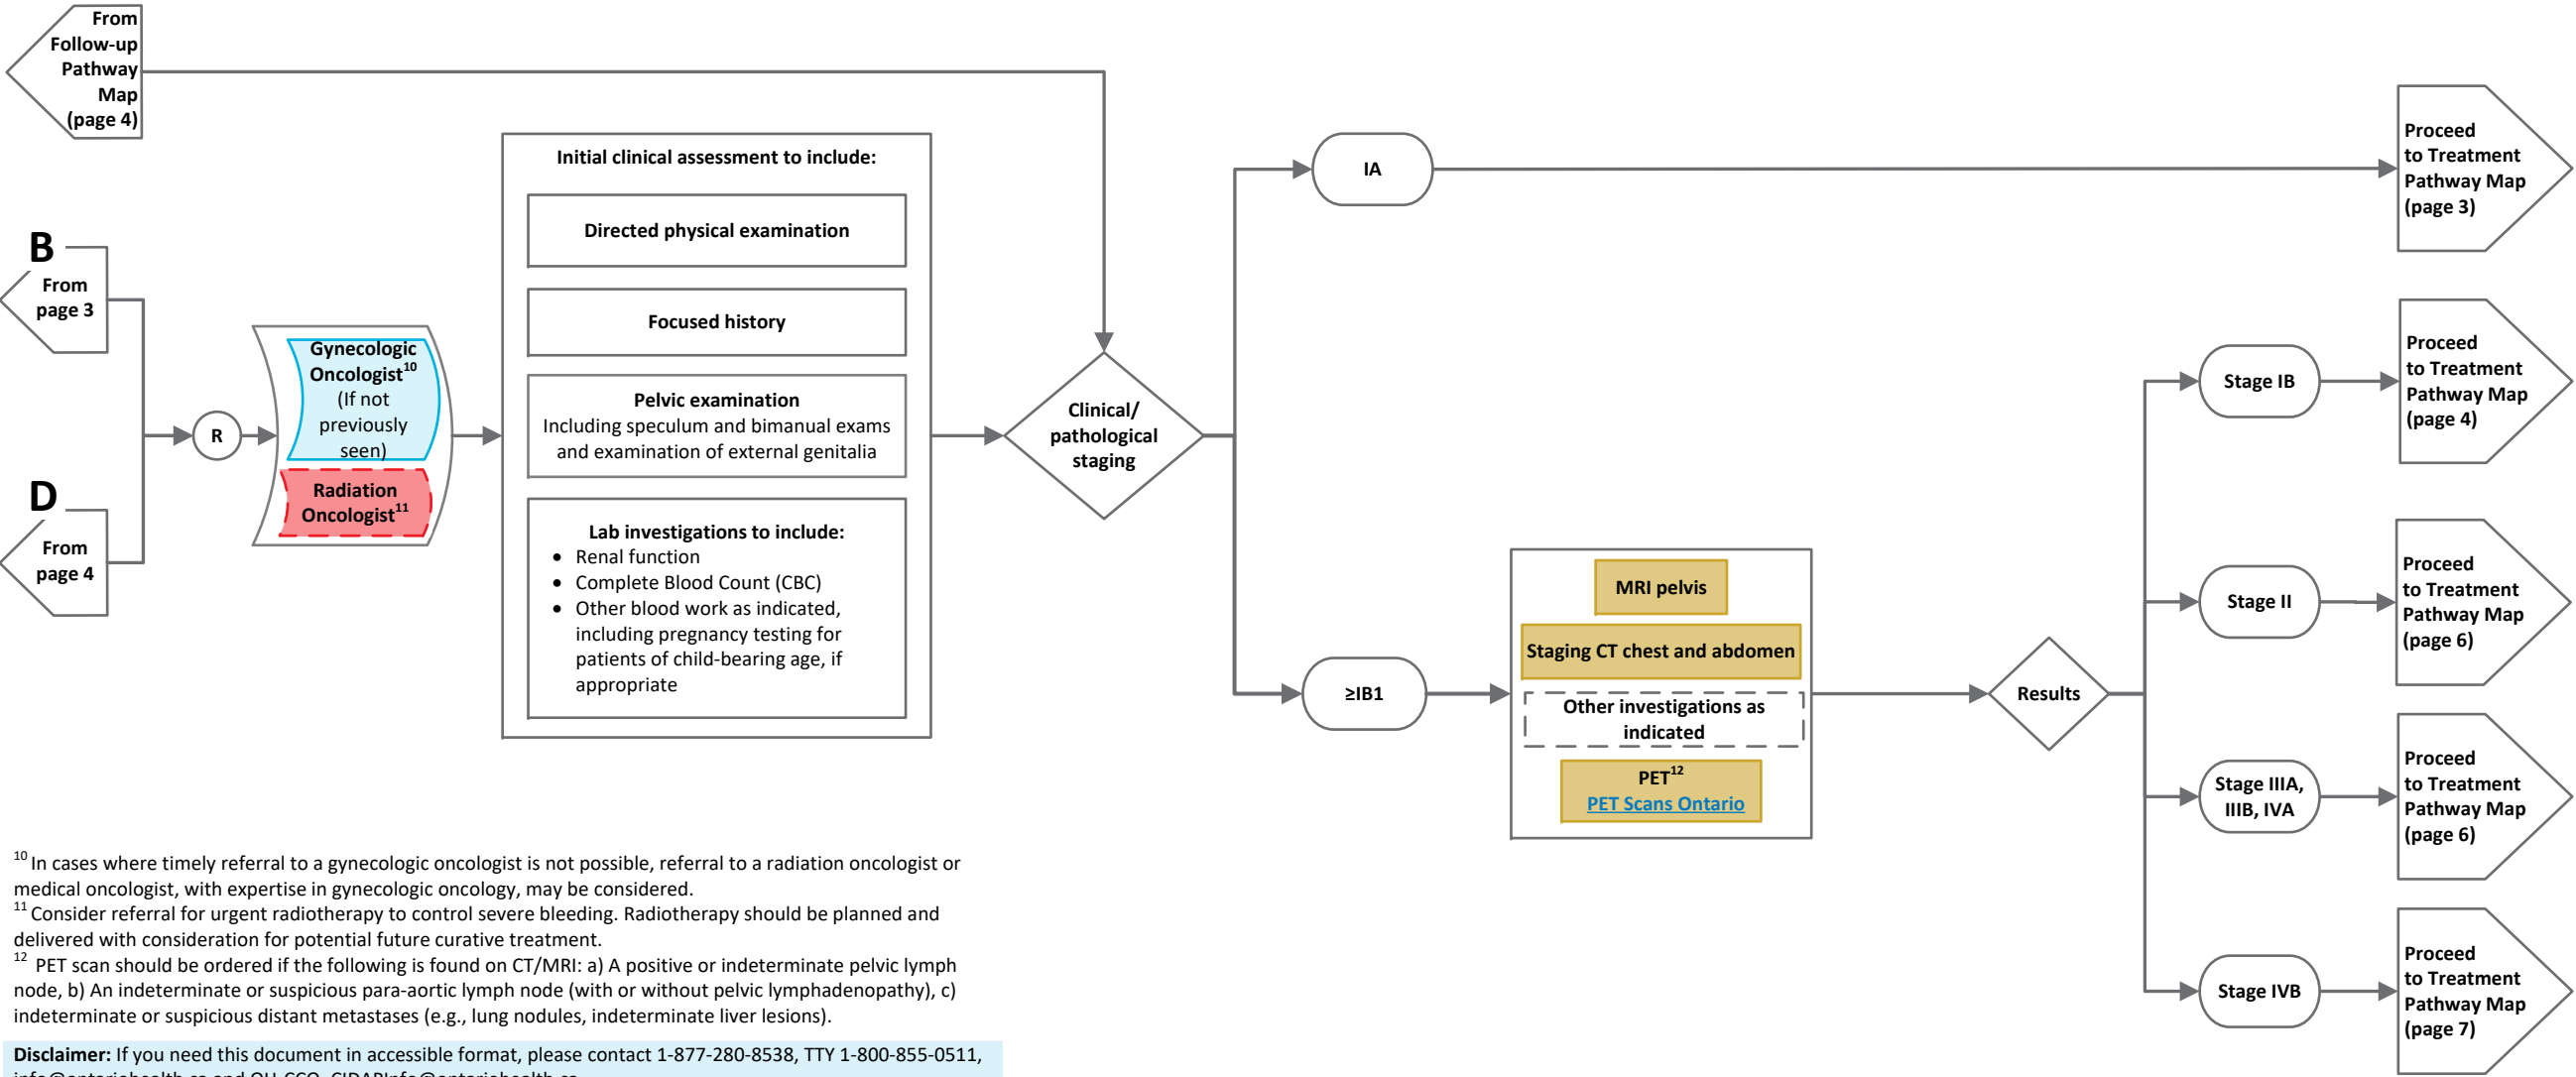 From
Follow-up
Pathway
Map
(page 4)
B
From
page 3
D
From
page 4
R
Gynecologic
Oncologist10
(If not
previously
seen)
Radiation
Oncologist11
Initial clinical assessment to include:
Directed physical examination
Focused history
Pelvic examination
Including speculum and bimanual exams
and examination of external genitalia
Lab investigations to include:
• Renal function
• Complete Blood Count (CBC)
• Other blood work as indicated,
including pregnancy testing for
patients of child-bearing age, if
appropriate
Clinical/
pathological
staging
IA
Proceed
to Treatment
Pathway Map
(page 3)
≥IB1
MRI pelvis
Staging CT chest and abdomen
Other investigations as
indicated
PET12
PET Scans Ontario
Results
Stage IB
Proceed
to Treatment
Pathway Map
(page 4)
Stage II
Proceed
to Treatment
Pathway Map
(page 6)
Stage IIIA,
IIIB, IVA
Proceed
to Treatment
Pathway Map
(page 6)
Stage IVB
Proceed
to Treatment
Pathway Map
(page 7)
10 In cases where timely referral to a gynecologic oncologist is not possible, referral to a radiation oncologist or
medical oncologist, with expertise in gynecologic oncology, may be considered.
11 Consider referral for urgent radiotherapy to control severe bleeding. Radiotherapy should be planned and
delivered with consideration for potential future curative treatment.
12 PET scan should be ordered if the following is found on CT/MRI: a) A positive or indeterminate pelvic lymph
node, b) An indeterminate or suspicious para-aortic lymph node (with or without pelvic lymphadenopathy), c)
indeterminate or suspicious distant metastases (e.g., lung nodules, indeterminate liver lesions).
Disclaimer: If you need this document in accessible format, please contact 1-877-280-8538, TTY 1-800-855-0511,
info@ontariohealth.ca and OH-CCO_CIDAPInfo@ontariohealth.ca